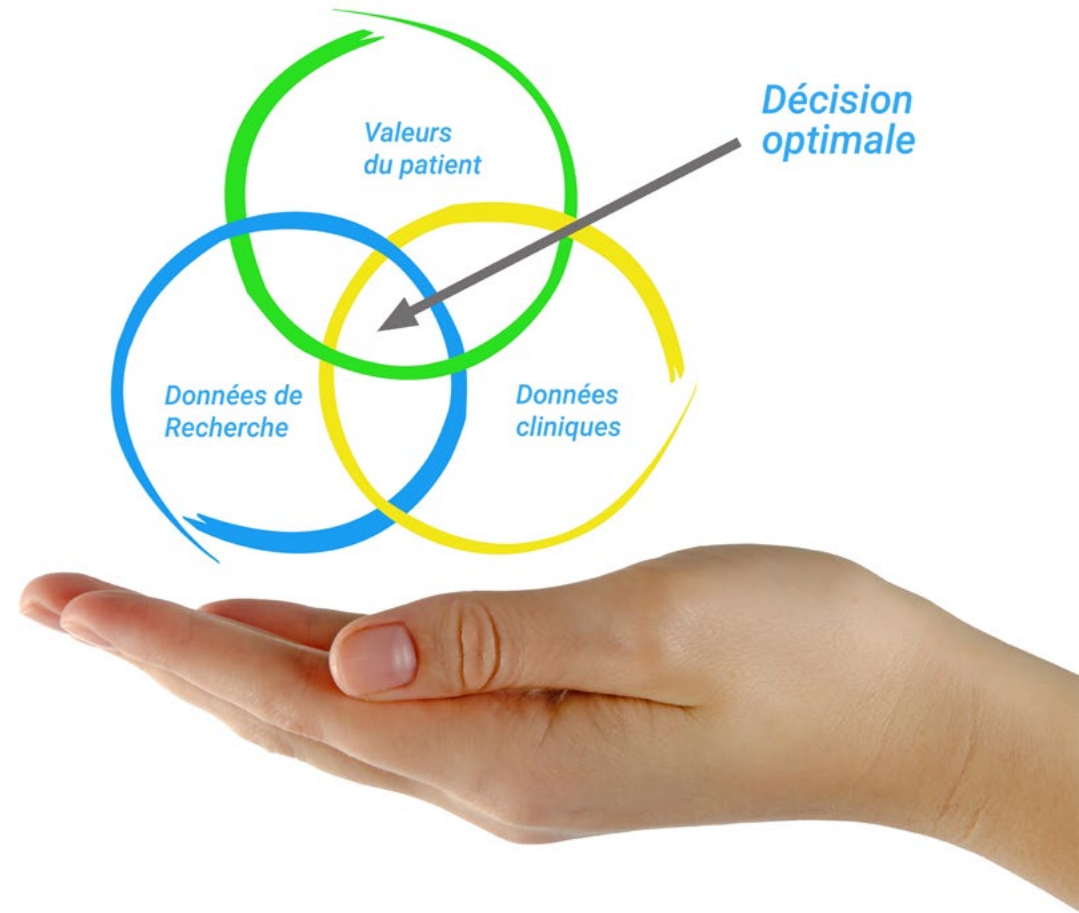 Valeurs
du patient
Décision
optimale
Données de
Recherche
Données
cliniques